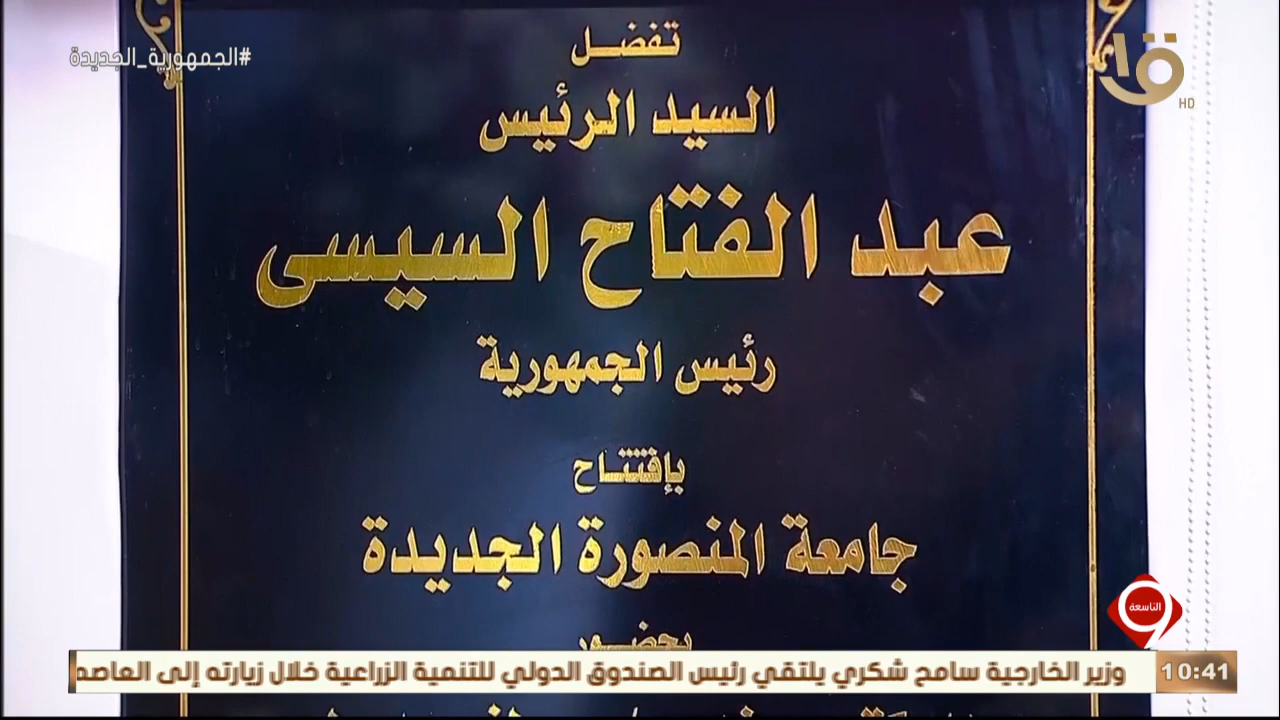 #الجمهورية_الجديدة
HD
تفضل
السيد الرئيس
عبد الفتاح السيسى
رئيس الجمهورية
بإفتتاح
جامعة المنصورة الجديدة
بحضور
التاسعة
9
10:41
وزير الخارجية سامح شكري يلتقي رئيس الصندوق الدولي للتنمية الزراعية خلال زيارته إلى العاصم